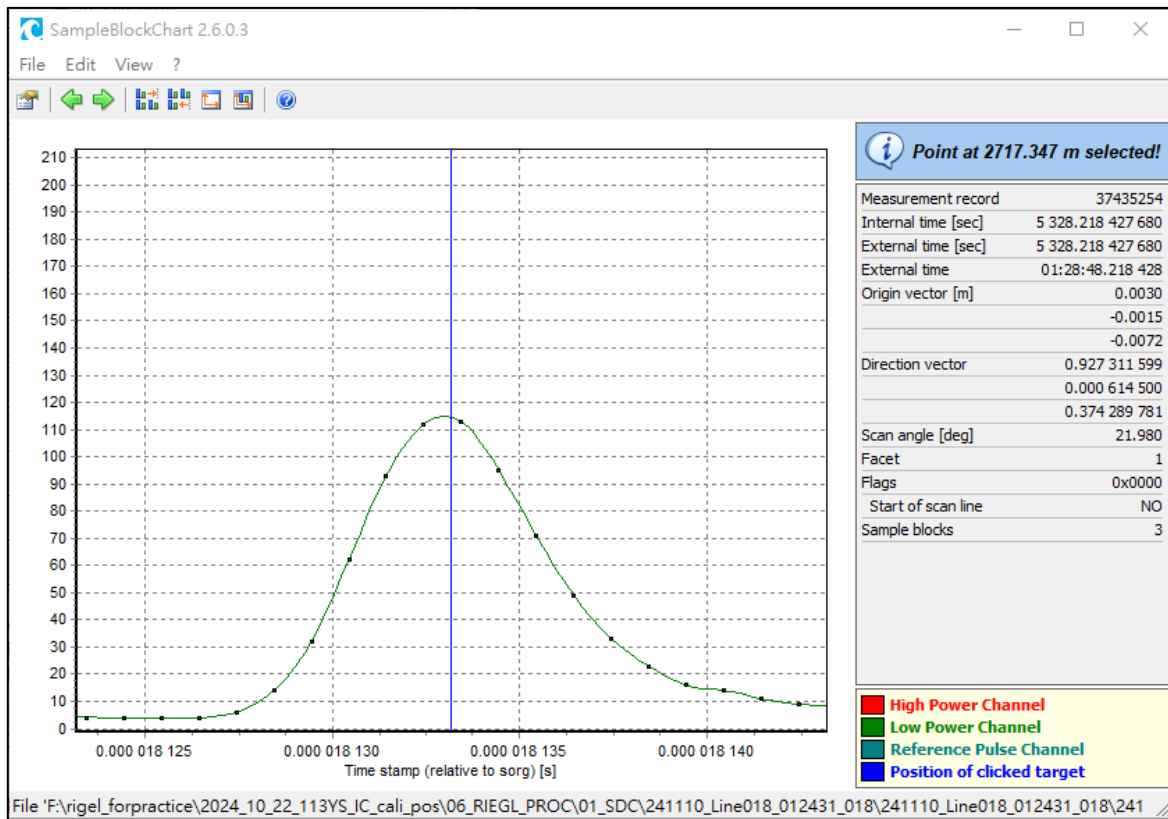 SampleBlockChart 2.6.0.3
File Edit View ?
Point at 2717.347 m selected!
210
200
190
180
170
160
150
140
130
120
110
100
90
80
70
60
50
40
30
20
10
0
0.000 018 125 0.000 018 130 0.000 018 135 0.000 018 140
Time stamp (relative to sorg) [s]
Measurement record 37435254
Internal time [sec] 5 328.218 427 680
External time [sec] 5 328.218 427 680
External time 01:28:48.218 428
Origin vector [m] 0.0030
-0.0015
-0.0072
Direction vector 0.927 311 599
0.000 614 500
0.374 289 781
Scan angle [deg] 21.980
Facet 1
Flags 0x0000
Start of scan line NO
Sample blocks 3
High Power Channel
Low Power Channel
Reference Pulse Channel
Position of clicked target
File 'F:\rigel_forpractice\2024_10_22_113YS_IC_cali_pos\06_RIEGL_PROC\01_SDC\241110_Line018_012431_018\241110_Line018_012431_018\241